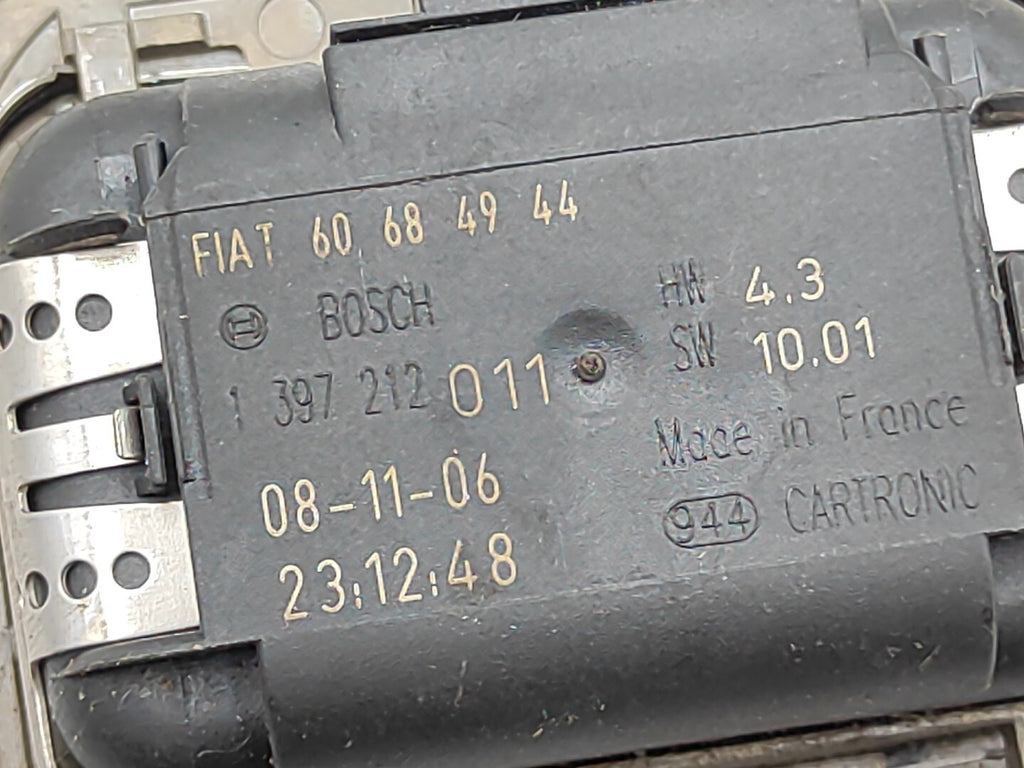 FIAT 60 68 49 44
BOSCH
1 397 212 011
HW 4.3
SW 10.01
08-11-06
23:12:48
Made in France
944 CARTRONIC